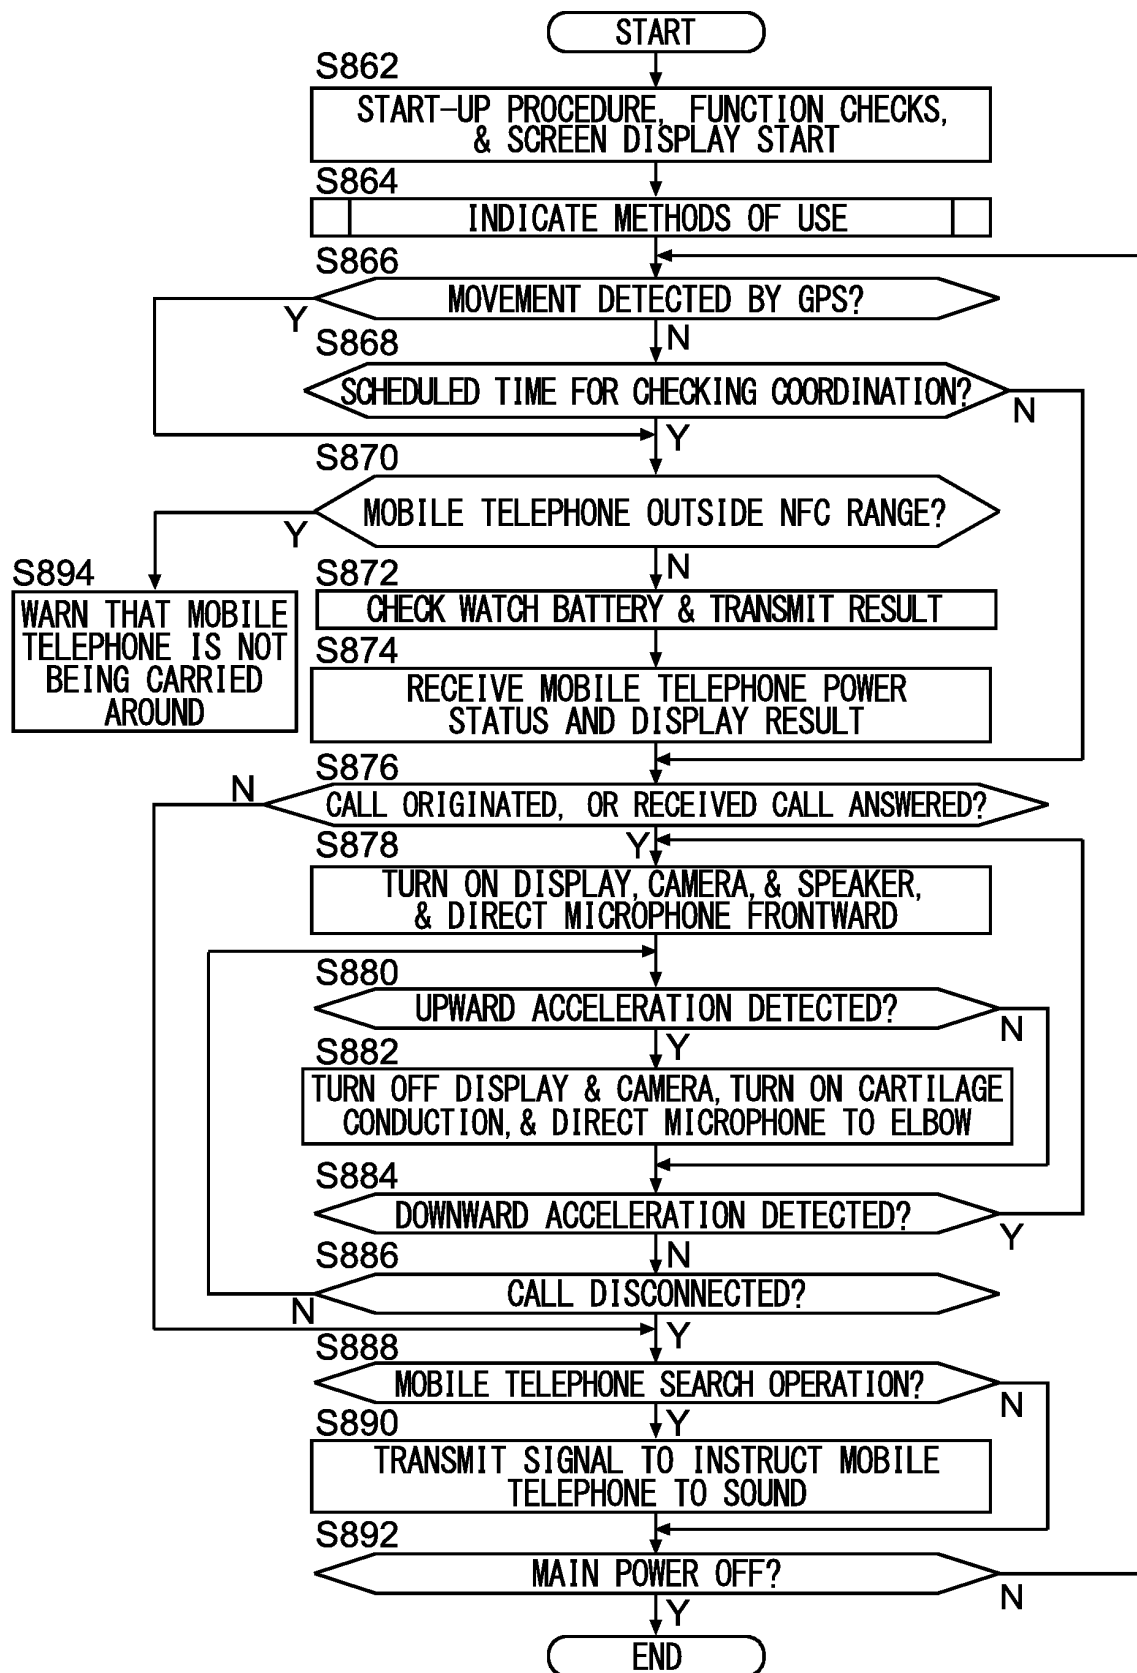 START
S862
START-UP PROCEDURE, FUNCTION CHECKS,
& SCREEN DISPLAY START
S864
INDICATE METHODS OF USE
S866
MOVEMENT DETECTED BY GPS?
Y
N
S868
SCHEDULED TIME FOR CHECKING COORDINATION?
N
Y
S870
MOBILE TELEPHONE OUTSIDE NFC RANGE?
Y
N
S894
WARN THAT MOBILE
TELEPHONE IS NOT
BEING CARRIED
AROUND
S872
CHECK WATCH BATTERY & TRANSMIT RESULT
S874
RECEIVE MOBILE TELEPHONE POWER
STATUS AND DISPLAY RESULT
S876
N
CALL ORIGINATED, OR RECEIVED CALL ANSWERED?
Y
S878
TURN ON DISPLAY, CAMERA, & SPEAKER,
& DIRECT MICROPHONE FRONTWARD
S880
UPWARD ACCELERATION DETECTED?
N
Y
S882
TURN OFF DISPLAY & CAMERA, TURN ON CARTILAGE
CONDUCTION, & DIRECT MICROPHONE TO ELBOW
S884
DOWNWARD ACCELERATION DETECTED?
Y
N
S886
CALL DISCONNECTED?
N
Y
S888
MOBILE TELEPHONE SEARCH OPERATION?
N
Y
S890
TRANSMIT SIGNAL TO INSTRUCT MOBILE
TELEPHONE TO SOUND
S892
MAIN POWER OFF?
N
Y
END